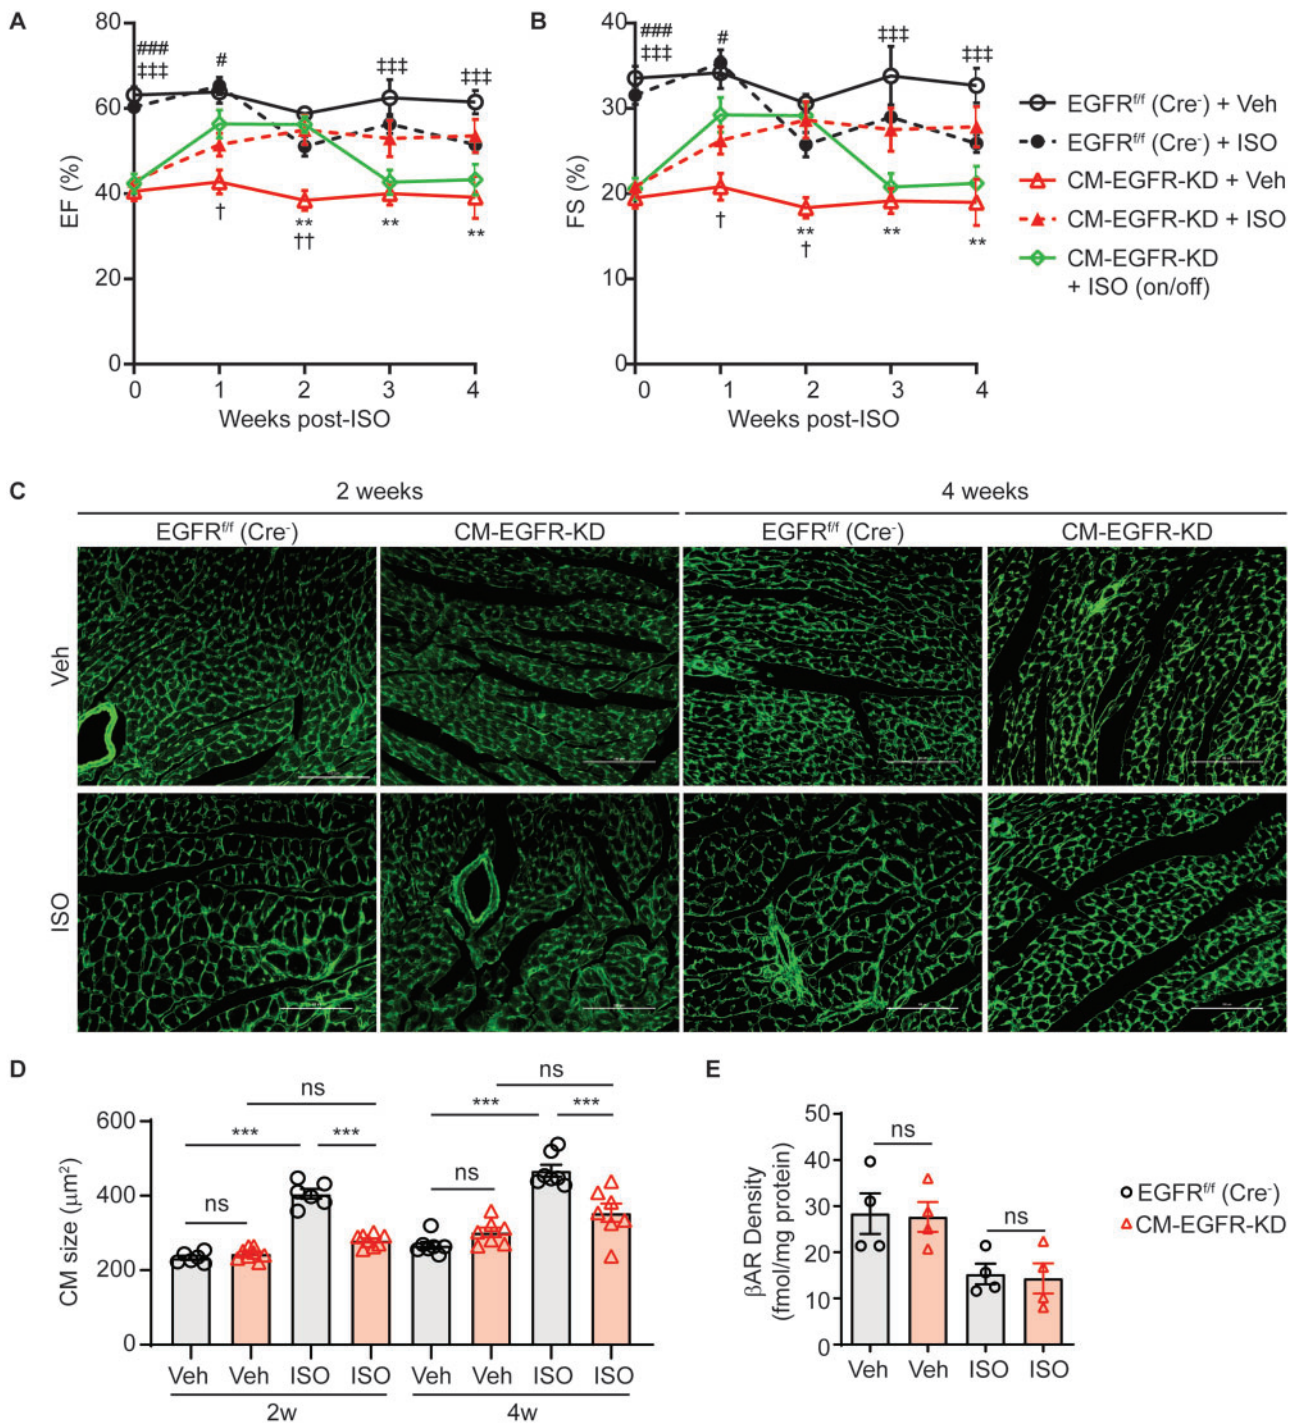 A
80
60
40
20
0
EF (%)
###
‡‡‡
#
‡‡‡
‡‡‡
†
**
††
**
**
0 1 2 3 4
Weeks post-ISO
B
40
30
20
10
0
FS (%)
###
‡‡‡
#
‡‡‡
‡‡‡
†
**
†
**
**
0 1 2 3 4
Weeks post-ISO
EGFRf/f (Cre-) + Veh
EGFRf/f (Cre-) + ISO
CM-EGFR-KD + Veh
CM-EGFR-KD + ISO
CM-EGFR-KD
+ ISO (on/off)
C
2 weeks 4 weeks
EGFRf/f (Cre-) CM-EGFR-KD EGFRf/f (Cre-) CM-EGFR-KD
Veh
ISO
D
600
400
200
0
CM size (μm²)
ns
ns
*** ***
*** ***
ns
ns
Veh Veh ISO ISO Veh Veh ISO ISO
2w 4w
E
50
40
30
20
10
0
βAR Density
(fmol/mg protein)
ns
ns
Veh Veh ISO ISO
EGFRf/f (Cre-)
CM-EGFR-KD